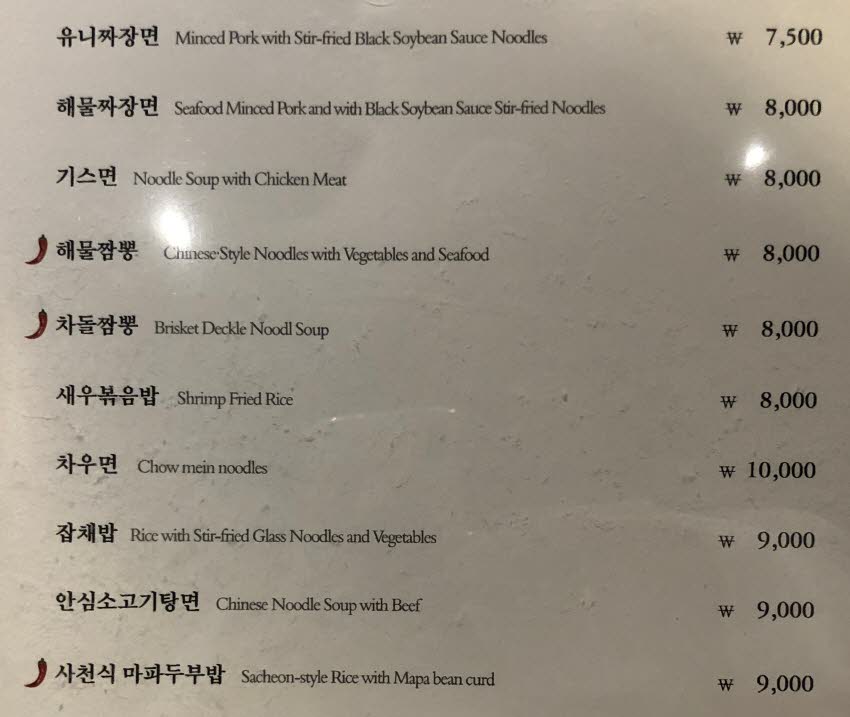 유니짜장면 Minced Pork with Stir-fried Black Soybean Sauce Noodles ₩ 7,500
해물짜장면 Seafood Minced Pork and with Black Soybean Sauce Stir-fried Noodles ₩ 8,000
기스면 Noodle Soup with Chicken Meat ₩ 8,000
해물짬뽕 Chinese-Style Noodles with Vegetables and Seafood ₩ 8,000
차돌짬뽕 Brisket Deckle Noodl Soup ₩ 8,000
새우볶음밥 Shrimp Fried Rice ₩ 8,000
차우면 Chow mein noodles ₩ 10,000
잡채밥 Rice with Stir-fried Glass Noodles and Vegetables ₩ 9,000
안심소고기탕면 Chinese Noodle Soup with Beef ₩ 9,000
사천식 마파두부밥 Sacheon-style Rice with Mapa bean curd ₩ 9,000